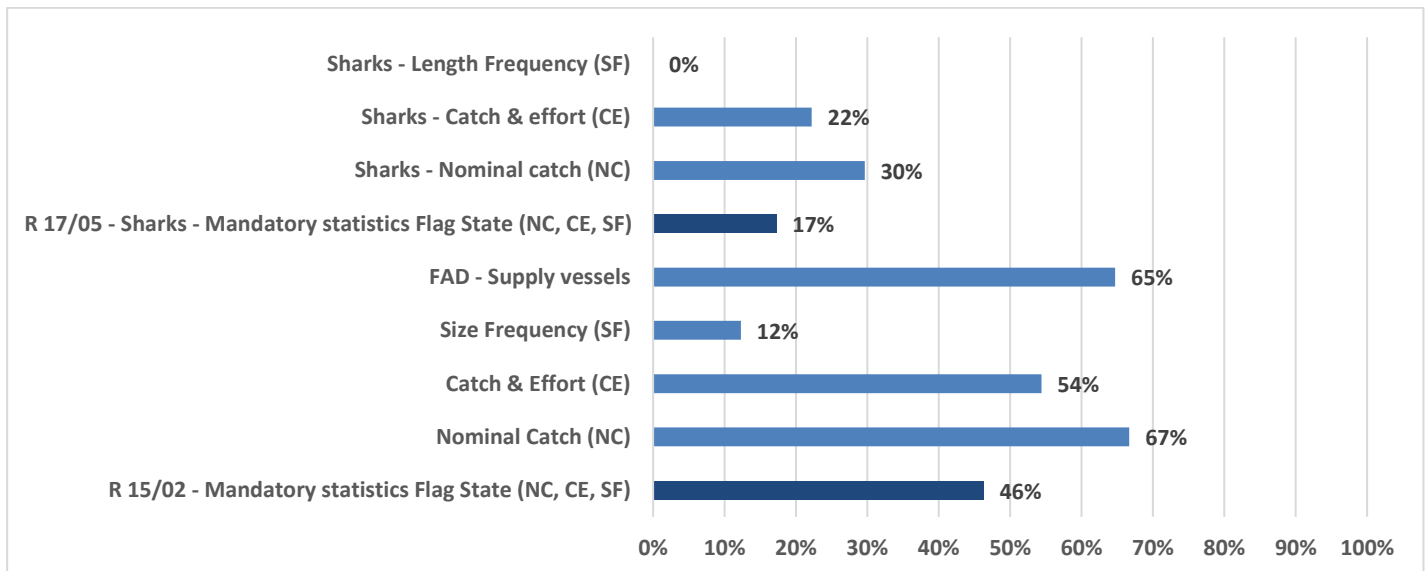 Sharks - Length Frequency (SF) 0%
Sharks - Catch & effort (CE) 22%
Sharks - Nominal catch (NC) 30%
R 17/05 - Sharks - Mandatory statistics Flag State (NC, CE, SF) 17%
FAD - Supply vessels 65%
Size Frequency (SF) 12%
Catch & Effort (CE) 54%
Nominal Catch (NC) 67%
R 15/02 - Mandatory statistics Flag State (NC, CE, SF) 46%
0% 10% 20% 30% 40% 50% 60% 70% 80% 90% 100%